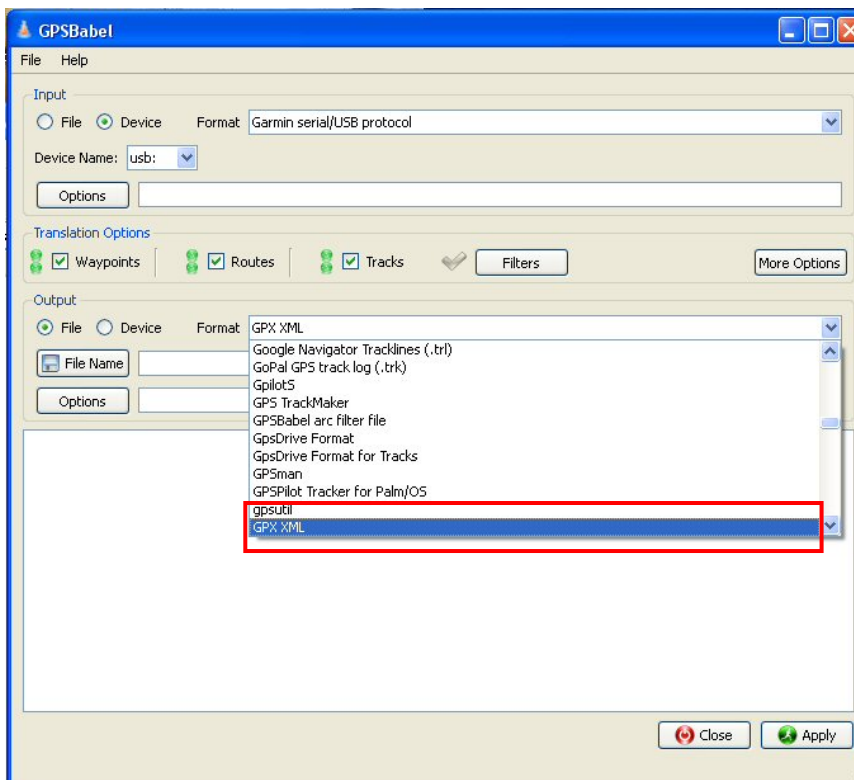 GPSBabel
File Help
Input
File Device Format Garmin serial/USB protocol
Device Name: usb:
Options
Translation Options
Waypoints Routes Tracks Filters More Options
Output
File Device Format GPX XML
File Name
Options
Google Navigator Tracklines (.trl)
GoPal GPS track log (.trk)
GpilotS
GPS TrackMaker
GPSBabel arc filter file
GpsDrive Format
GpsDrive Format for Tracks
GPSman
GPSPilot Tracker for Palm/OS
gpsutil
GPX XML
Close Apply